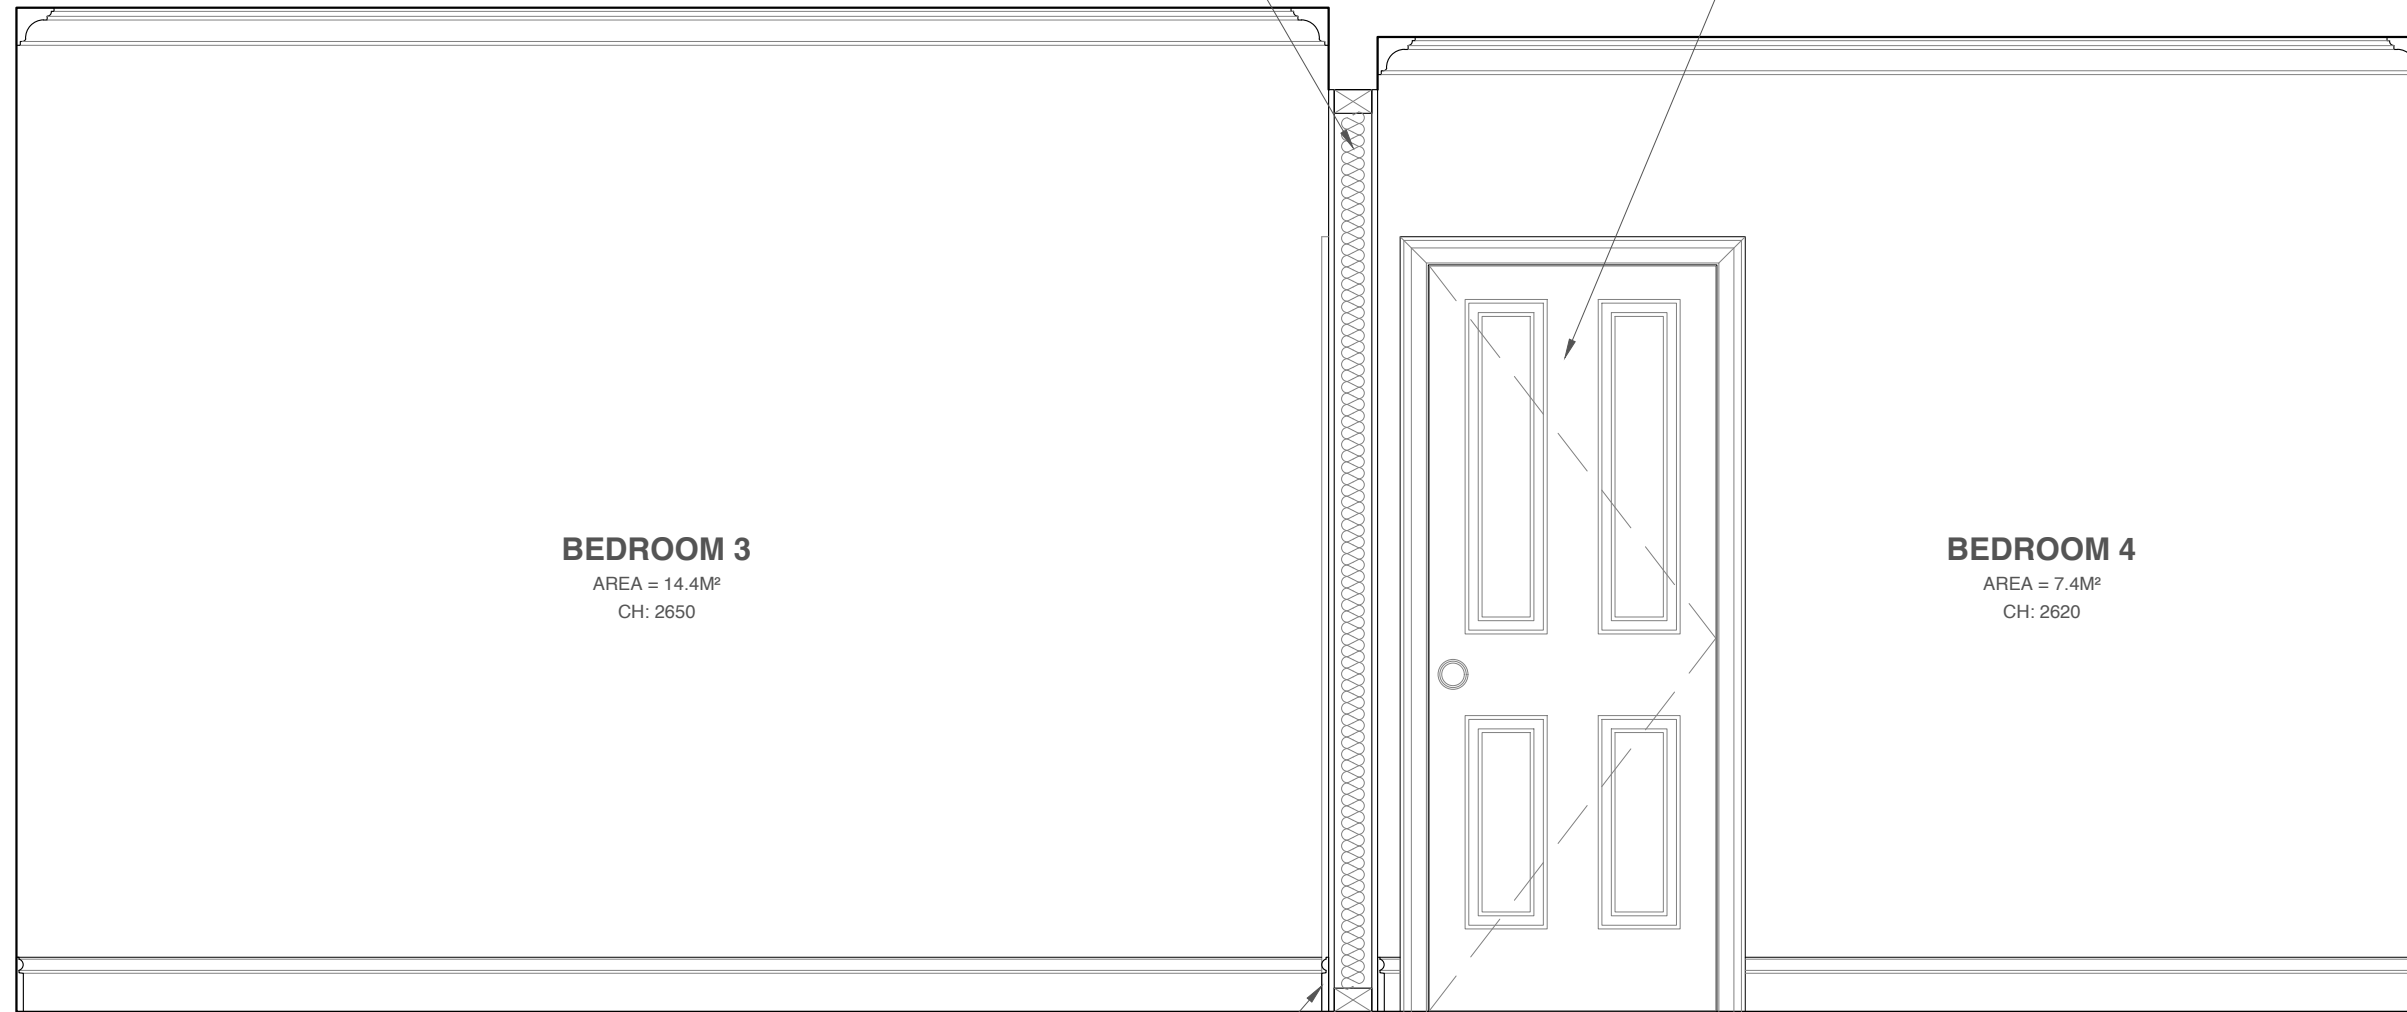 BEDROOM 3
AREA = 14.4M²
CH: 2650
BEDROOM 4
AREA = 7.4M²
CH: 2620